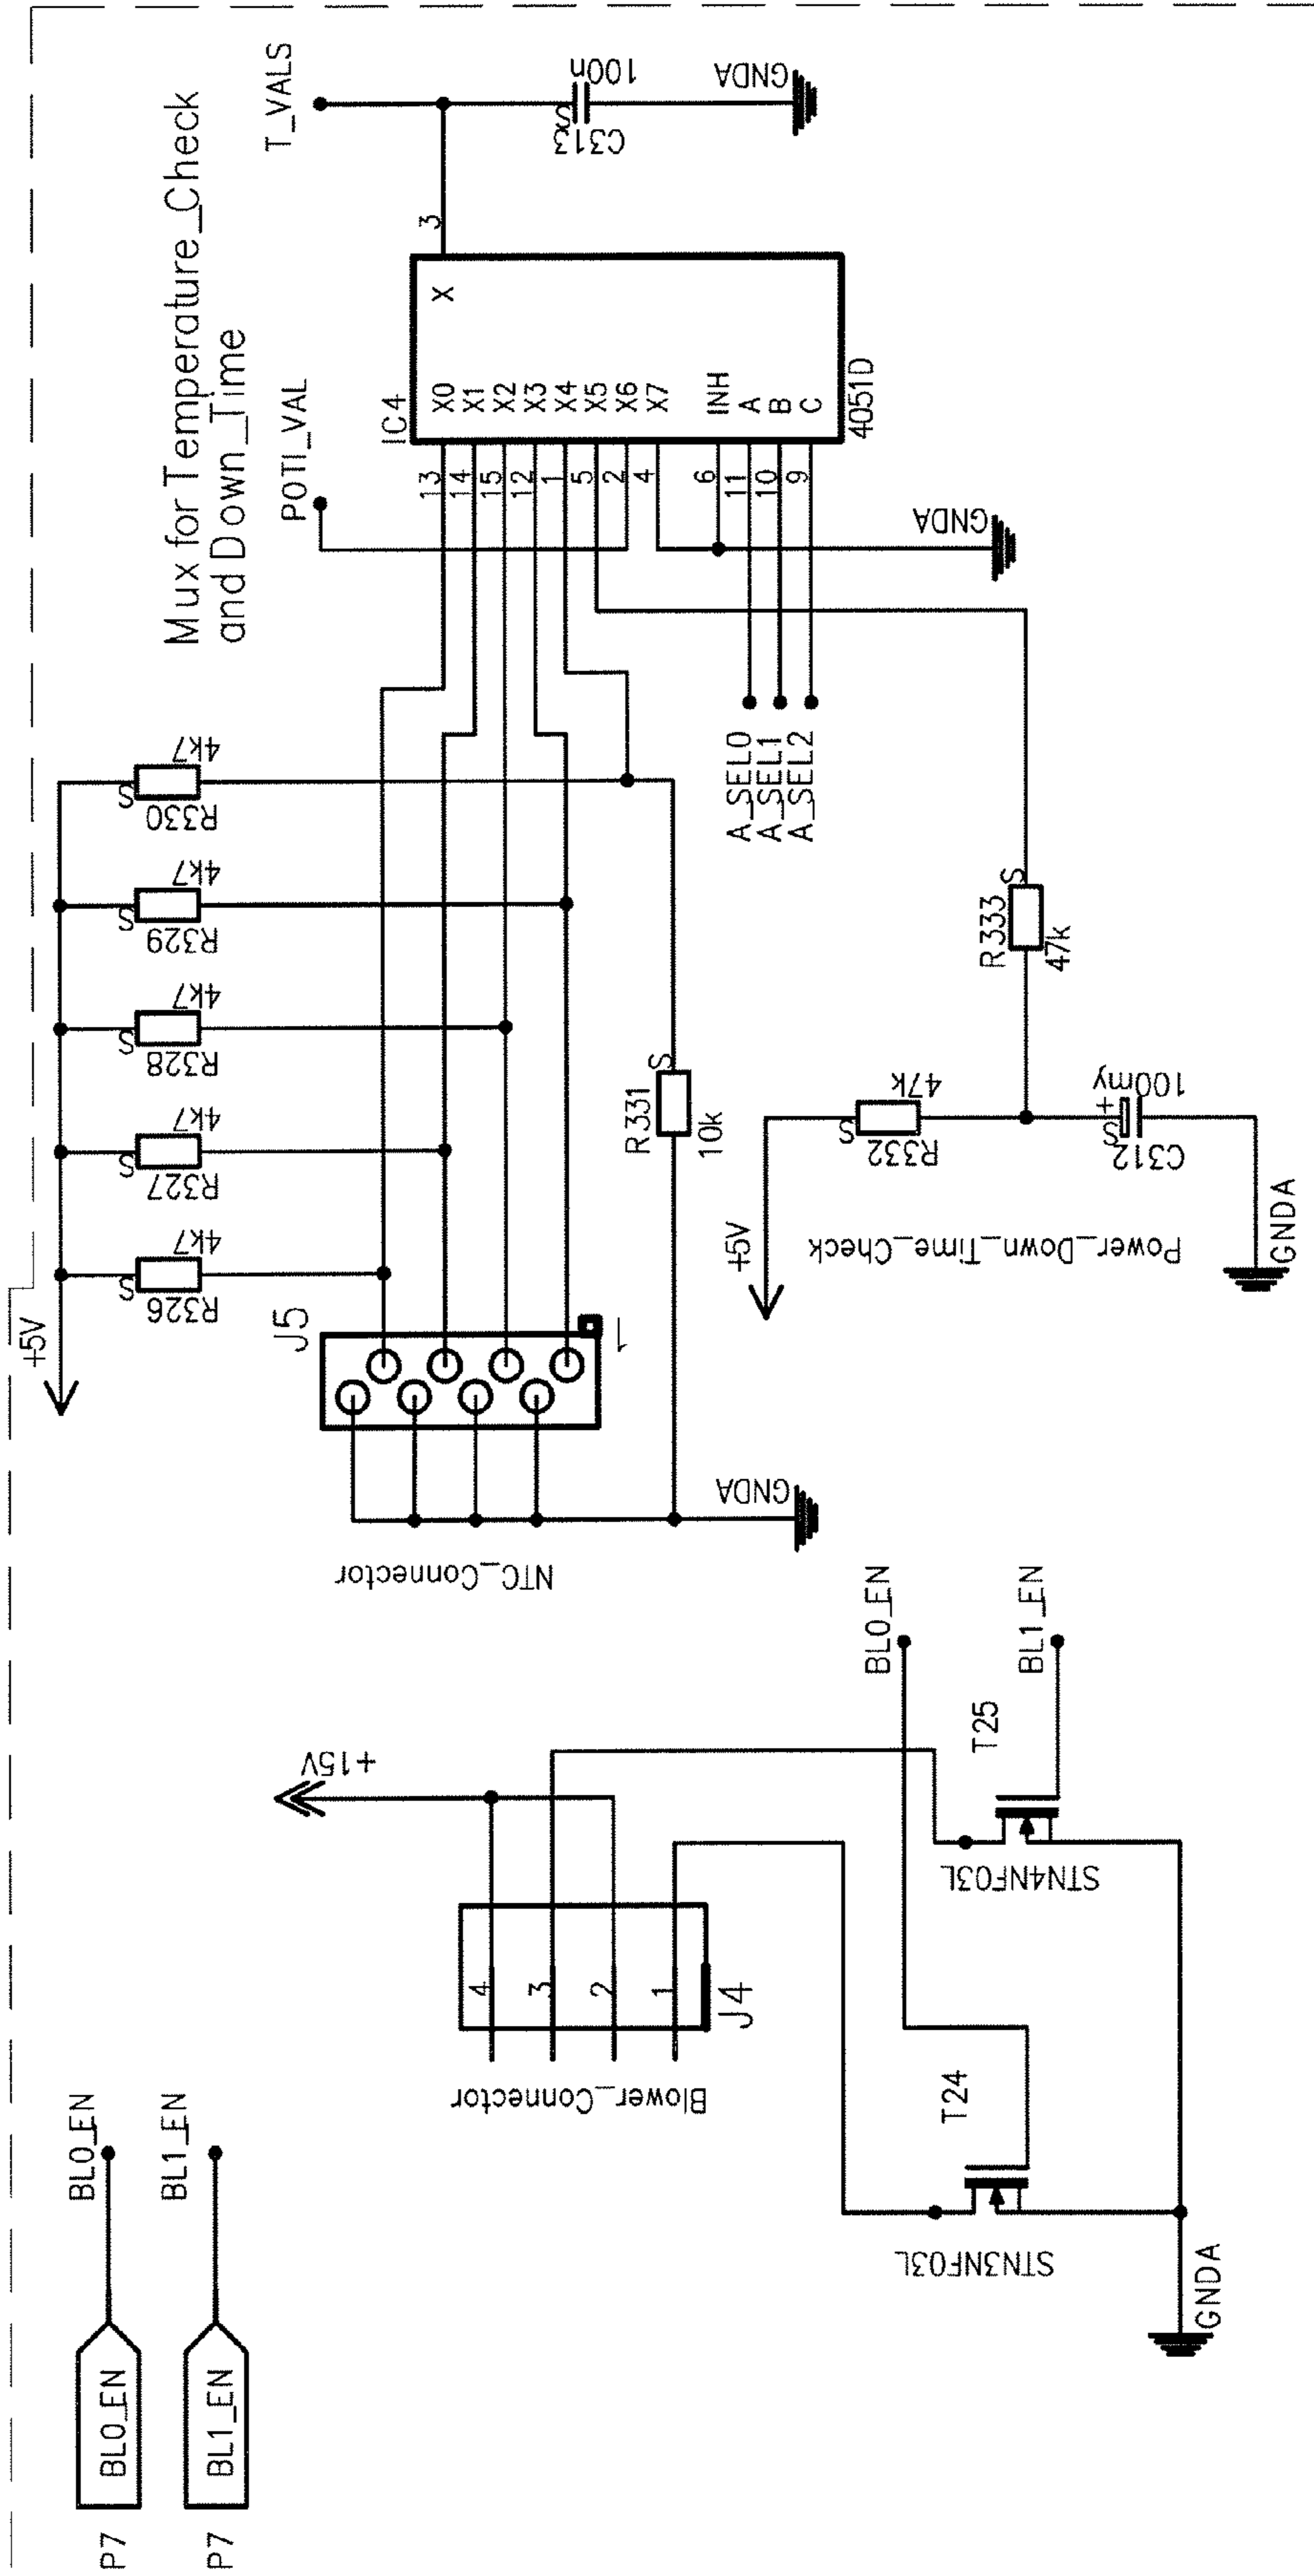 Mux for Temperature_Check
and Down_Time
T_VALS
C313
100n
GNDA
POTI_VAL
IC4
X
3
X0
X1
X2
X3
X4
X5
X6
X7
INH
A
B
C
4051D
13
14
15
12
1
5
2
4
6
11
10
9
GNDA
A_SEL0
A_SEL1
A_SEL2
S
R330
4k7
S
R329
4k7
S
R328
4k7
S
R327
4k7
S
R326
4k7
+5V
J5
1
NTC_Connector
R331
S
10k
GNDA
R333
S
47k
S
R332
47k
+5V
Power_Down_Time_Check
S
+
C312
100my
GNDA
BL0_EN
BL1_EN
T25
STN4NF03L
+15V
4
3
2
1
J4
Blower_Connector
T24
STN3NF03L
GNDA
BL0_EN
BL1_EN
BL0_EN
BL1_EN
P7
P7